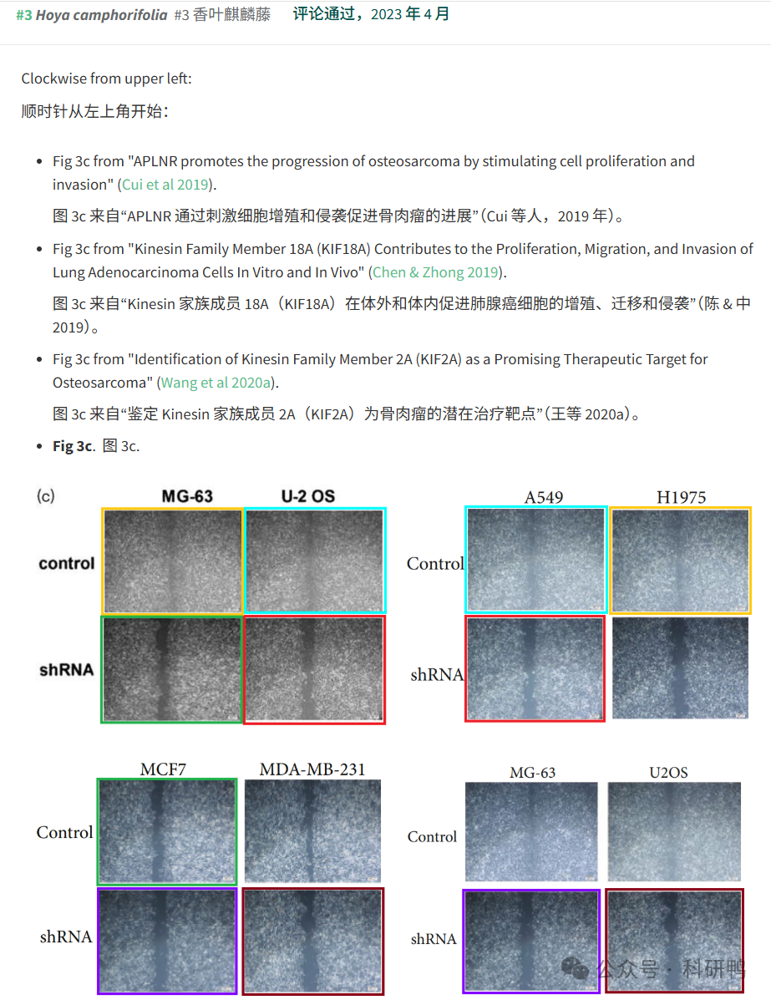 #3 Hoya camphorifolia #3 香叶麒麟藤 评论通过，2023 年 4 月
Clockwise from upper left:
顺时针从左上角开始：
Fig 3c from "APLNR promotes the progression of osteosarcoma by stimulating cell proliferation and
invasion" (Cui et al 2019).
图 3c 来自“APLNR 通过刺激细胞增殖和侵袭促进骨肉瘤的进展”（Cui 等人，2019 年）。
Fig 3c from "Kinesin Family Member 18A (KIF18A) Contributes to the Proliferation, Migration, and Invasion of
Lung Adenocarcinoma Cells In Vitro and In Vivo" (Chen & Zhong 2019).
图 3c 来自“Kinesin 家族成员 18A（KIF18A）在体外和体内促进肺腺癌细胞的增殖、迁移和侵袭”（陈 & 中
2019）。
Fig 3c from "Identification of Kinesin Family Member 2A (KIF2A) as a Promising Therapeutic Target for
Osteosarcoma" (Wang et al 2020a).
图 3c 来自“鉴定 Kinesin 家族成员 2A（KIF2A）为骨肉瘤的潜在治疗靶点”（王等 2020a）。
Fig 3c. 图 3c.
(c) MG-63 U-2 OS
control
shRNA
A549 H1975
Control
shRNA
MCF7 MDA-MB-231
Control
shRNA
MG-63 U2OS
Control
shRNA
公众号 · 科研鸭